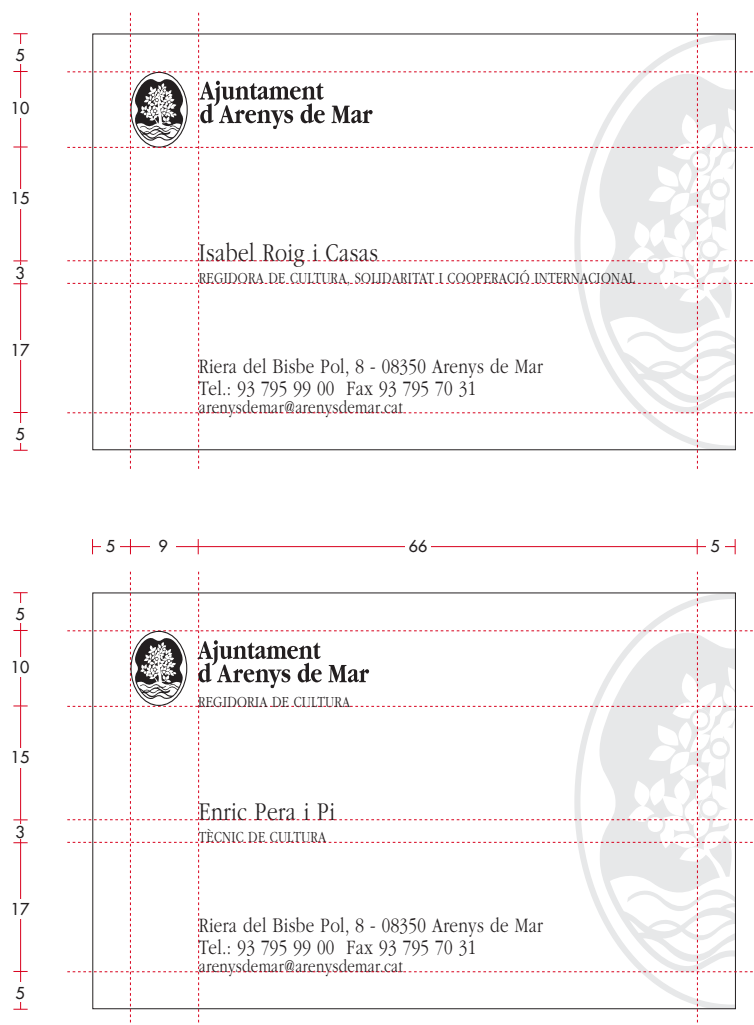 5
10
15
3
17
5
Ajuntament
d'Arenys de Mar
Isabel Roig i Casas
REGIDORA DE CULTURA, SOLIDARITAT I COOPERACIÓ INTERNACIONAL
Riera del Bisbe Pol, 8 - 08350 Arenys de Mar
Tel.: 93 795 99 00 Fax 93 795 70 31
arenysdemar@arenysdemar.cat
5 9 66 5
5
10
15
3
17
5
Ajuntament
d'Arenys de Mar
REGIDORIA DE CULTURA
Enric Pera i Pi
TÈCNIC DE CULTURA
Riera del Bisbe Pol, 8 - 08350 Arenys de Mar
Tel.: 93 795 99 00 Fax 93 795 70 31
arenysdemar@arenysdemar.cat